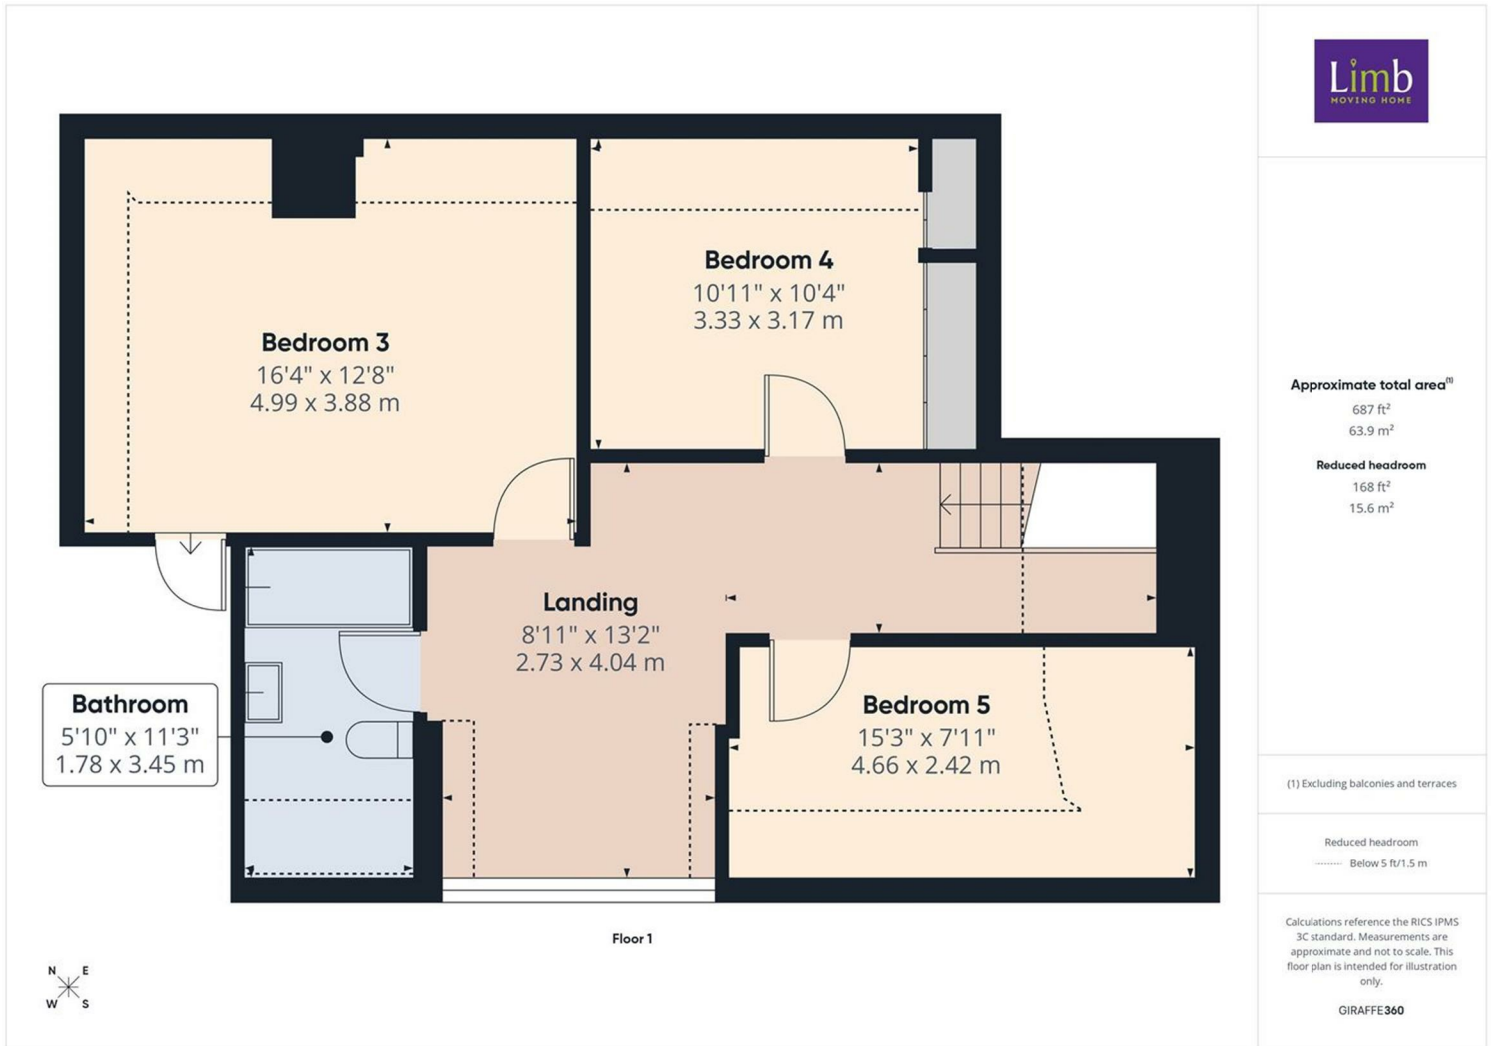 Limb
MOVING HOME
Bedroom 3
16'4" x 12'8"
4.99 x 3.88 m
Bedroom 4
10'11" x 10'4"
3.33 x 3.17 m
Landing
8'11" x 13'2"
2.73 x 4.04 m
Bathroom
5'10" x 11'3"
1.78 x 3.45 m
Bedroom 5
15'3" x 7'11"
4.66 x 2.42 m
Floor 1
N E
W S
Approximate total area(1)
687 ft²
63.9 m²
Reduced headroom
168 ft²
15.6 m²
(1) Excluding balconies and terraces
Reduced headroom
Below 5 ft/1.5 m
Calculations reference the RICS IPMS
3C standard. Measurements are
approximate and not to scale. This
floor plan is intended for illustration
only.
GIRAFFE360